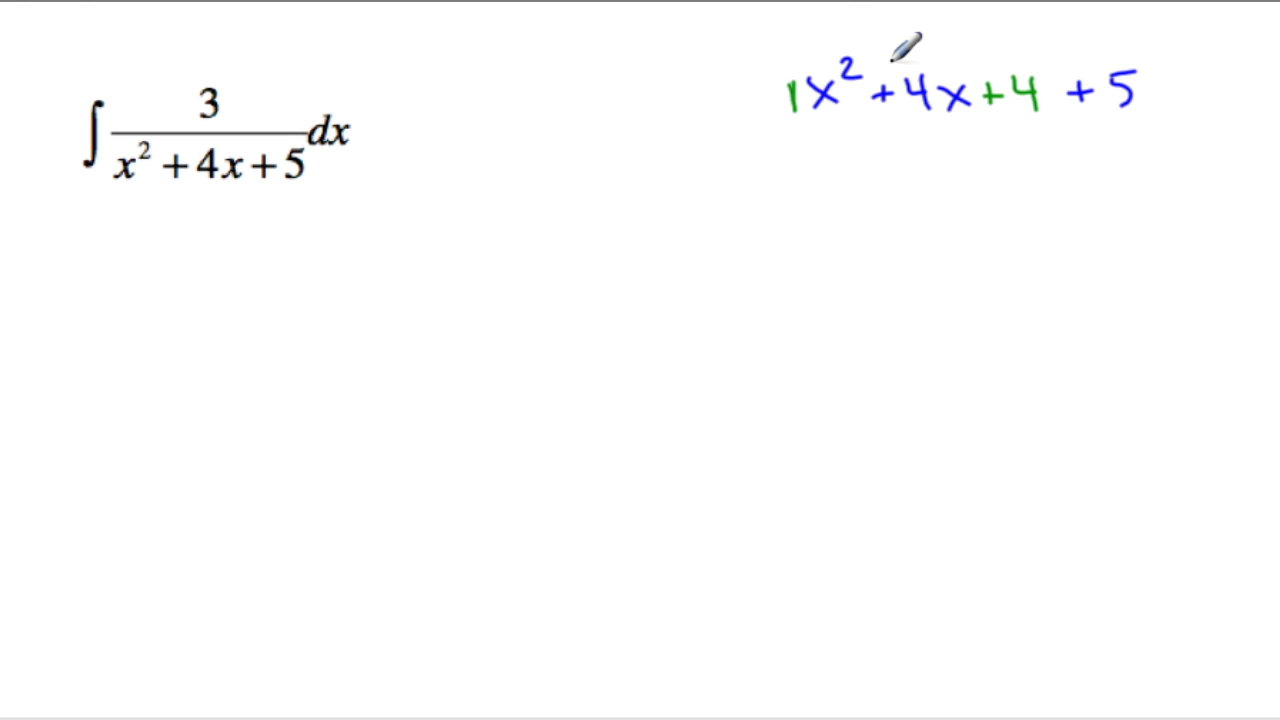 ∫ 3/(x² + 4x + 5) dx
1x² + 4x + 4 + 5